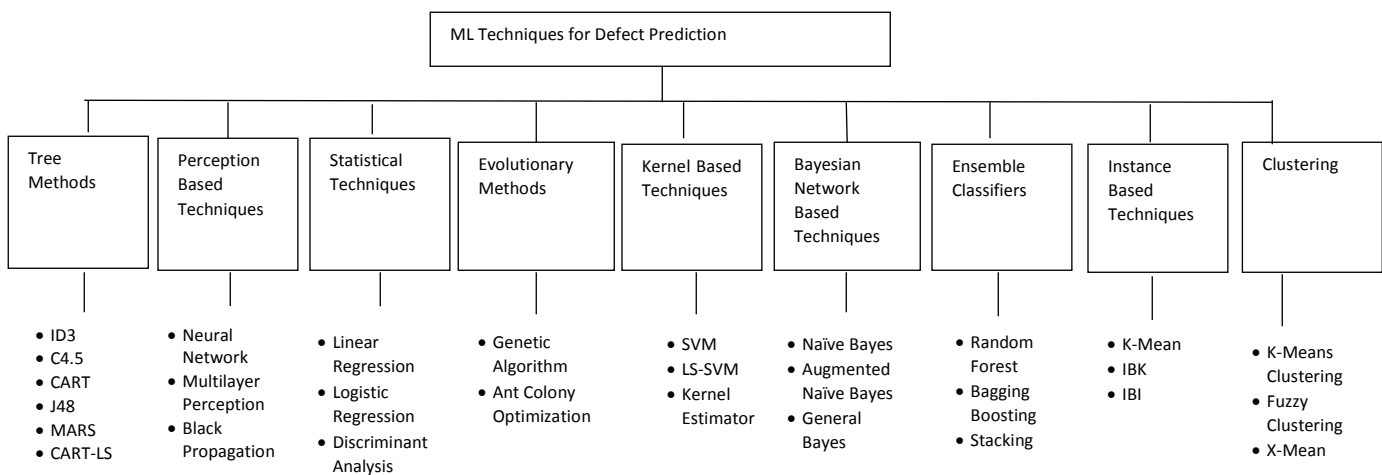 ML Techniques for Defect Prediction
Tree
Methods
Perception
Based
Techniques
Statistical
Techniques
Evolutionary
Methods
Kernel Based
Techniques
Bayesian
Network
Based
Techniques
Ensemble
Classifiers
Instance
Based
Techniques
Clustering
• ID3
• C4.5
• CART
• J48
• MARS
• CART-LS
• Neural
Network
• Multilayer
Perception
• Black
Propagation
• Linear
Regression
• Logistic
Regression
• Discriminant
Analysis
• Genetic
Algorithm
• Ant Colony
Optimization
• SVM
• LS-SVM
• Kernel
Estimator
• Naïve Bayes
• Augmented
Naïve Bayes
• General
Bayes
• Random
Forest
• Bagging
Boosting
• Stacking
• K-Mean
• IBK
• IBI
• K-Means
Clustering
• Fuzzy
Clustering
• X-Mean